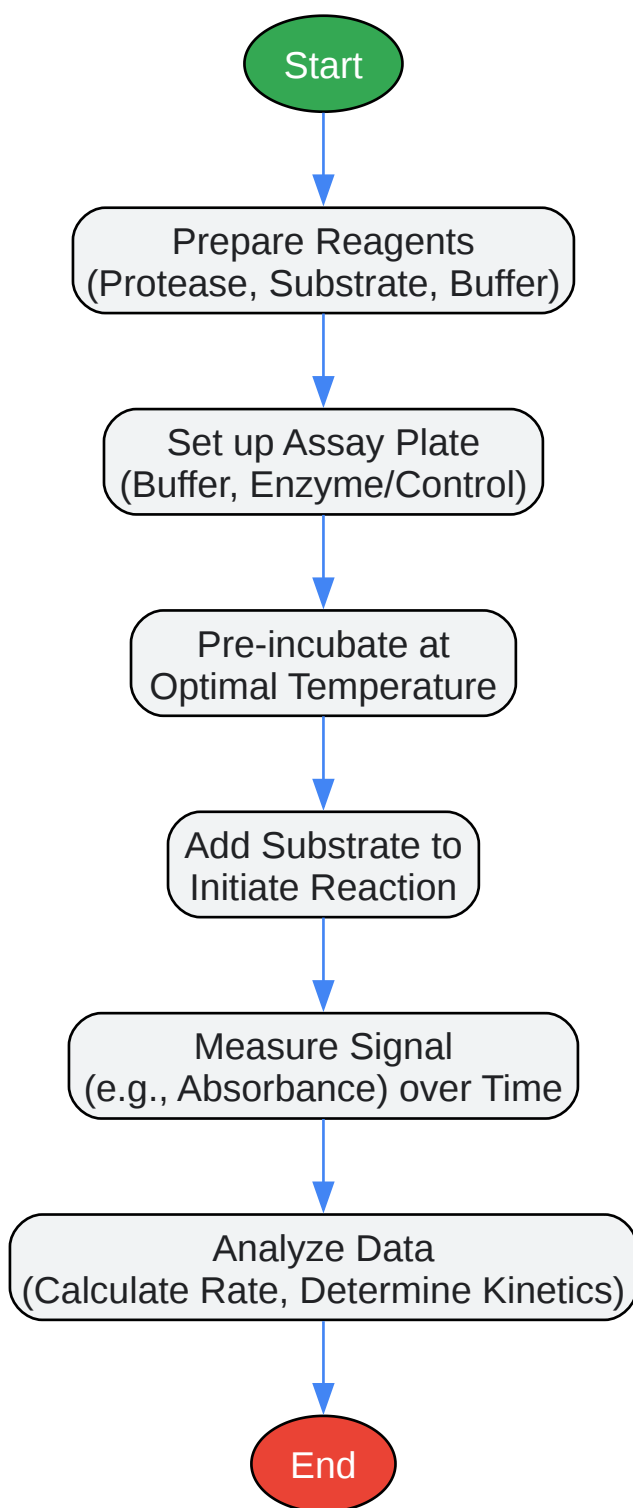 Start
Prepare Reagents
(Protease, Substrate, Buffer)
Set up Assay Plate
(Buffer, Enzyme/Control)
Pre-incubate at
Optimal Temperature
Add Substrate to
Initiate Reaction
Measure Signal
(e.g., Absorbance) over Time
Analyze Data
(Calculate Rate, Determine Kinetics)
End